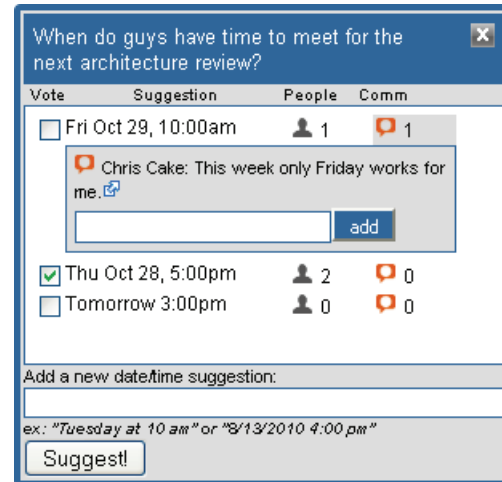 When do guys have time to meet for the
next architecture review?
Vote Suggestion People Comm
Fri Oct 29, 10:00am 1 1
Chris Cake: This week only Friday works for
me.
add
Thu Oct 28, 5:00pm 2 0
Tomorrow 3:00pm 0 0
Add a new date/time suggestion:
ex: "Tuesday at 10 am" or "8/13/2010 4:00 pm"
Suggest!